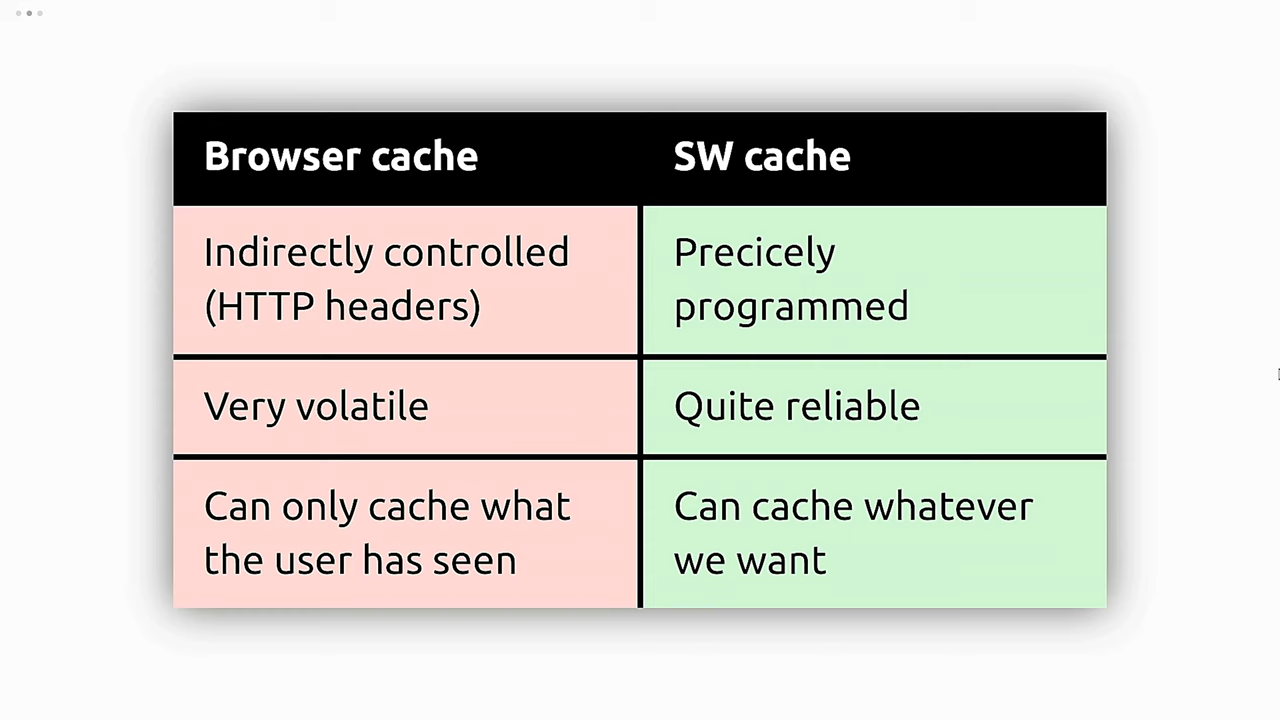 Browser cache
SW cache
Indirectly controlled
(HTTP headers)
Precicely
programmed
Very volatile
Quite reliable
Can only cache what
the user has seen
Can cache whatever
we want